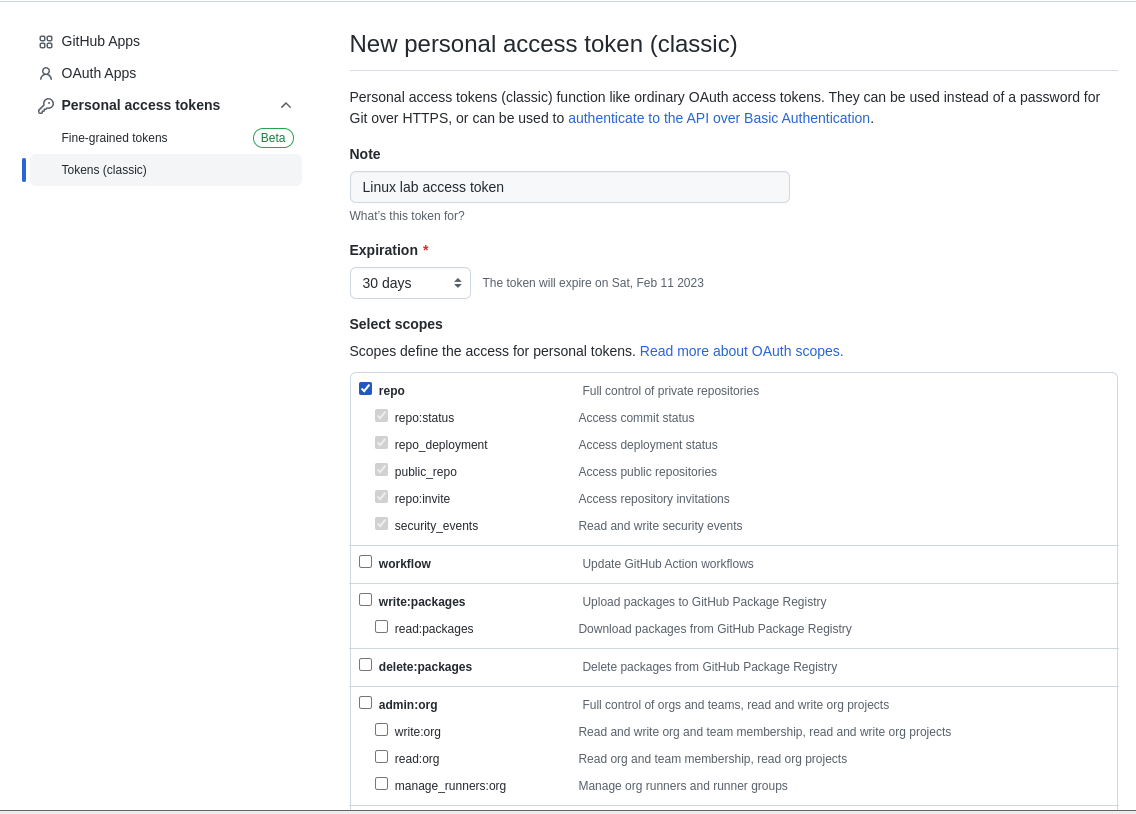 GitHub Apps
OAuth Apps
Personal access tokens
Fine-grained tokens Beta
Tokens (classic)
New personal access token (classic)
Personal access tokens (classic) function like ordinary OAuth access tokens. They can be used instead of a password for
Git over HTTPS, or can be used to authenticate to the API over Basic Authentication.
Note
Linux lab access token
What's this token for?
Expiration *
30 days The token will expire on Sat, Feb 11 2023
Select scopes
Scopes define the access for personal tokens. Read more about OAuth scopes.
repo Full control of private repositories
repo:status Access commit status
repo_deployment Access deployment status
public_repo Access public repositories
repo:invite Access repository invitations
security_events Read and write security events
workflow Update GitHub Action workflows
write:packages Upload packages to GitHub Package Registry
read:packages Download packages from GitHub Package Registry
delete:packages Delete packages from GitHub Package Registry
admin:org Full control of orgs and teams, read and write org projects
write:org Read and write org and team membership, read and write org projects
read:org Read org and team membership, read org projects
manage_runners:org Manage org runners and runner groups